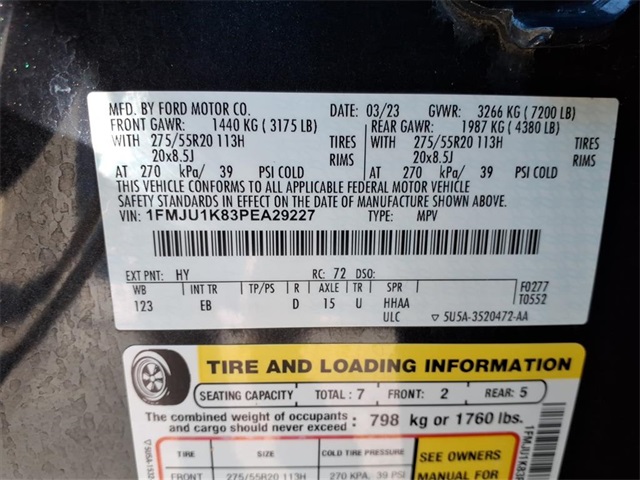 MFD. BY FORD MOTOR CO. DATE: 03/23 GVWR: 3266 KG ( 7200 LB)
FRONT GAWR: 1440 KG ( 3175 LB) REAR GAWR: 1987 KG ( 4380 LB)
WITH 275/55R20 113H TIRES WITH 275/55R20 113H TIRES
20x8.5J RIMS 20x8.5J RIMS
AT 270 kPa/ 39 PSI COLD AT 270 kPa/ 39 PSI COLD
THIS VEHICLE CONFORMS TO ALL APPLICABLE FEDERAL MOTOR VEHICLE
SAFETY STANDARDS IN EFFECT ON THE DATE OF MANUFACTURE SHOWN ABOVE.
VIN: 1FMJU1K83PEA29227 TYPE: MPV
EXT PNT: HY RC: 72 DSO: F0277
WB INT TR TP/PS R AXLE TR SPR T0552
123 EB D 15 U HHAA
ULC ▽ 5U5A-3520472-AA
TIRE AND LOADING INFORMATION
SEATING CAPACITY TOTAL : 7 FRONT: 2 REAR: 5
The combined weight of occupants and cargo should never exceed : 798 kg or 1760 lbs.
TIRE SIZE COLD TIRE PRESSURE SEE OWNERS
FRONT 275/55R20 113H 270 KPA, 39 PSI MANUAL FOR